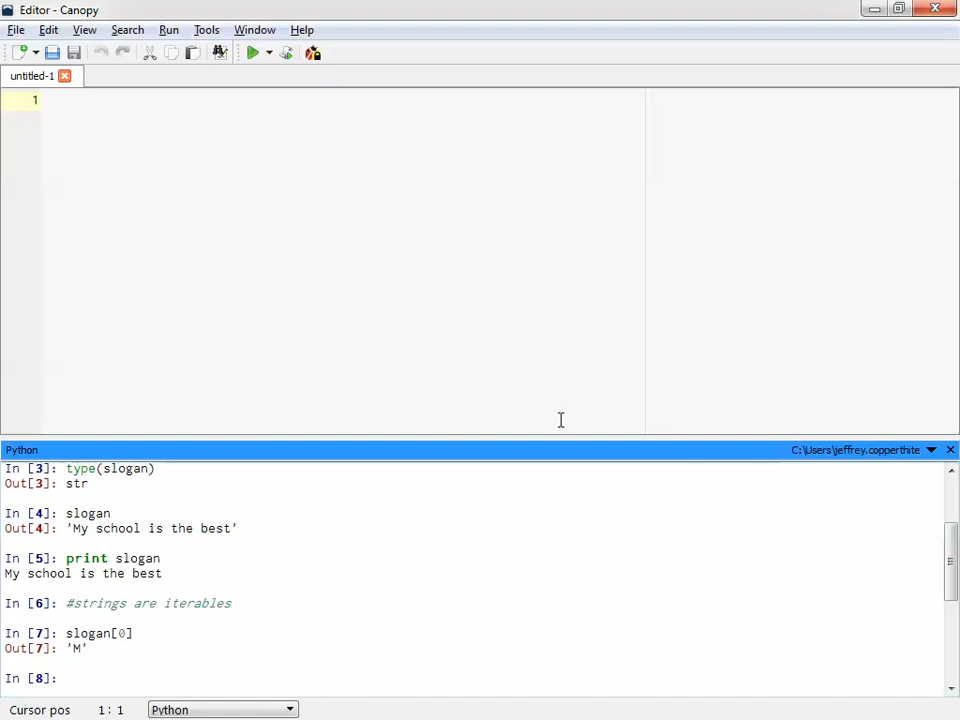 Editor - Canopy
File Edit View Search Run Tools Window Help
untitled-1
1
Python C:\Users\jeffrey.copperthite
In [3]: type(slogan)
Out[3]: str
In [4]: slogan
Out[4]: 'My school is the best'
In [5]: print slogan
My school is the best
In [6]: #strings are iterables
In [7]: slogan[0]
Out[7]: 'M'
In [8]:
Cursor pos 1: 1 Python